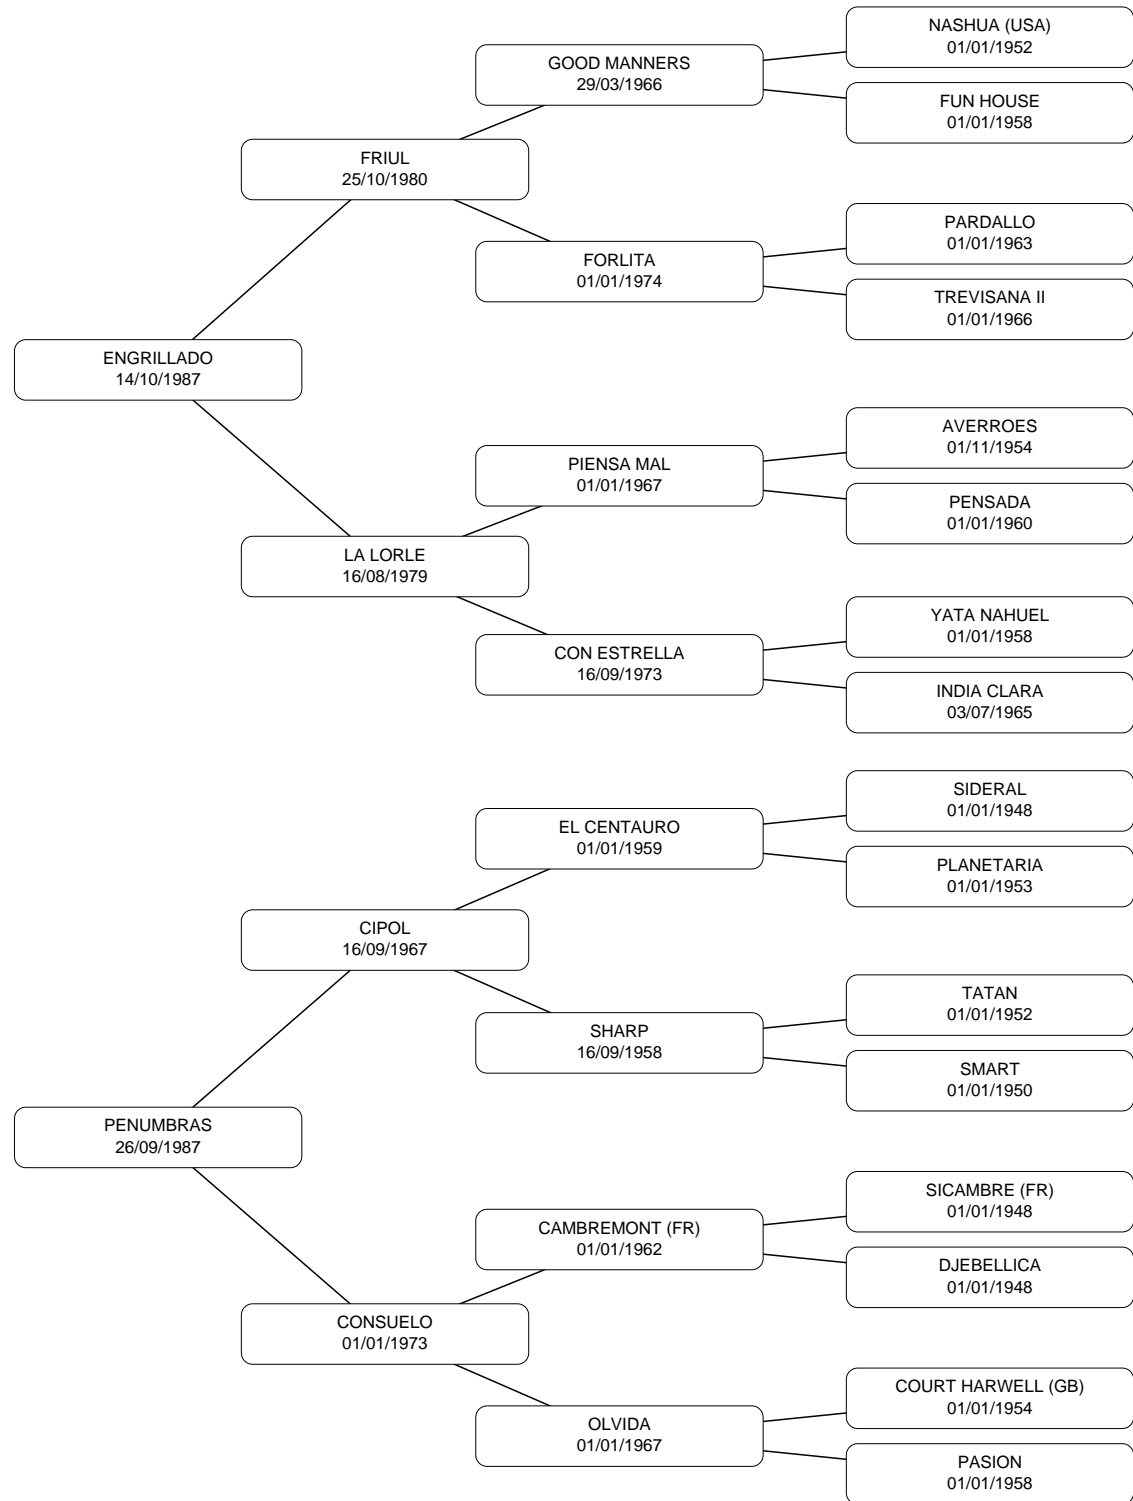 NASHUA (USA)
01/01/1952
GOOD MANNERS
29/03/1966
FUN HOUSE
01/01/1958
FRIUL
25/10/1980
PARDALLO
01/01/1963
FORLITA
01/01/1974
TREVISANA II
01/01/1966
ENGRILLADO
14/10/1987
AVERROES
01/11/1954
PIENSA MAL
01/01/1967
PENSADA
01/01/1960
LA LORLE
16/08/1979
YATA NAHUEL
01/01/1958
CON ESTRELLA
16/09/1973
INDIA CLARA
03/07/1965
SIDERAL
01/01/1948
EL CENTAURO
01/01/1959
PLANETARIA
01/01/1953
CIPOL
16/09/1967
TATAN
01/01/1952
SHARP
16/09/1958
SMART
01/01/1950
PENUMBRAS
26/09/1987
SICAMBRE (FR)
01/01/1948
CAMBREMONT (FR)
01/01/1962
DJEBELLICA
01/01/1948
CONSUELO
01/01/1973
COURT HARWELL (GB)
01/01/1954
OLVIDA
01/01/1967
PASION
01/01/1958